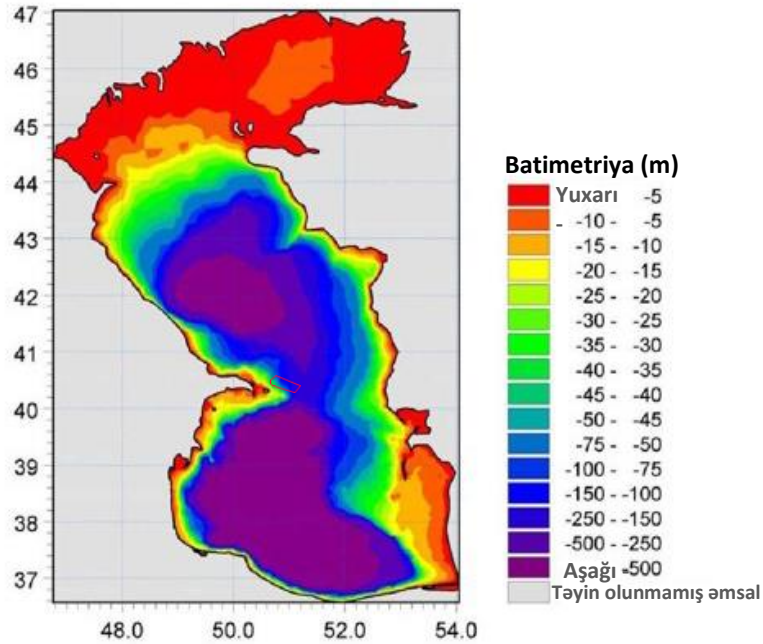 47
46
45
44
43
42
41
40
39
38
37
48.0 50.0 52.0 54.0
Batimetriya (m)
Yuxarı -5
-10 - -5
-15 - -10
-20 - -15
-25 - -20
-30 - -25
-35 - -30
-40 - -35
-45 - -40
-50 - -45
-75 - -50
-100 - -75
-150 - -100
-250 - -150
-500 - -250
Aşağı -500
Təyin olunmamış əmsal